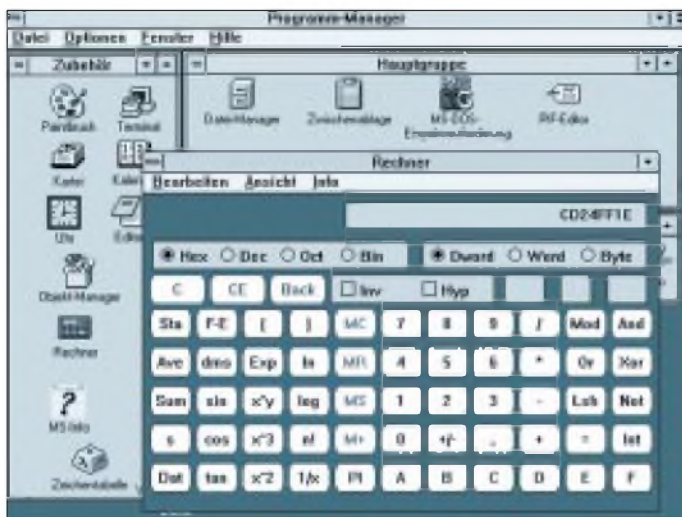 Programm-Manager
Datei Optionen Fenster Hilfe
Zubehör
Hauptgruppe
Paintbrush Terminal
Datei-Manager Zwischenablage MS-DOS- PIF-Editor
Kartei
Uhr
Objekt-Manager
Rechner
MS Info
Zeichentabelle
Rechner
Bearbeiten Ansicht Info
CD24FF1E
Hex Dec Oct Bin Dword Word Byte
C CE Back Inv Hyp
Sta F-E ( ) MC 7 8 9 / Mod And
Ave dms Exp ln MR 4 5 6 * Or Xor
Sum sin x^y log MS 1 2 3 - Lsh Not
s cos x^3 n! M+ 0 +/- . + = Int
Dat tan x^2 1/x PI A B C D E F